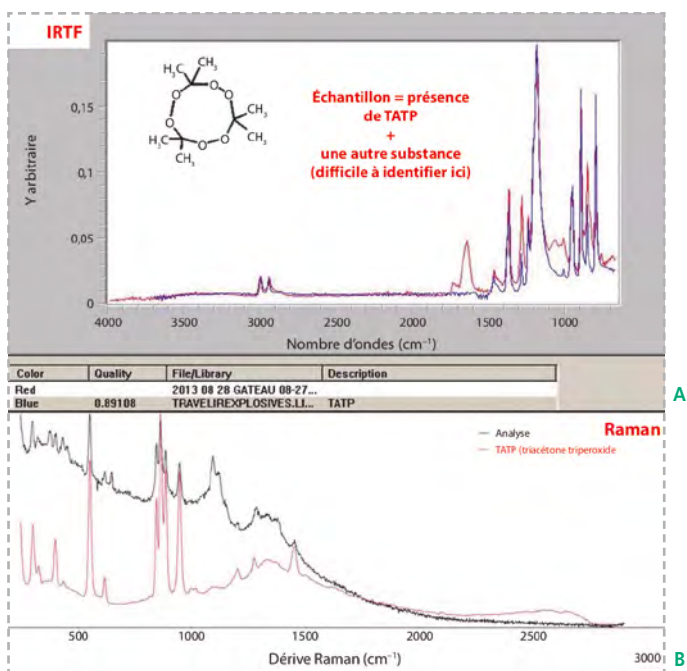 IRTF
H₃C
CH₃
O
O
O
O
O
O
CH₃
CH₃
H₃C
CH₃
Échantillon = présence
de TATP
+
une autre substance
(difficile à identifier ici)
Y arbitraire
0,15
0,1
0,05
0
4000 3500 3000 2500 2000 1500 1000
Nombre d'ondes (cm⁻¹)
Color Quality File/Library Description
Red 2013 08 28 GATEAU 08-27...
Blue 0.89108 TRAVELIREXPLOSIVES.LI... TATP
A
Raman
Analyse
TATP (triacétone triperoxide
500 1000 1500 2000 2500 3000
Dérive Raman (cm⁻¹)
B